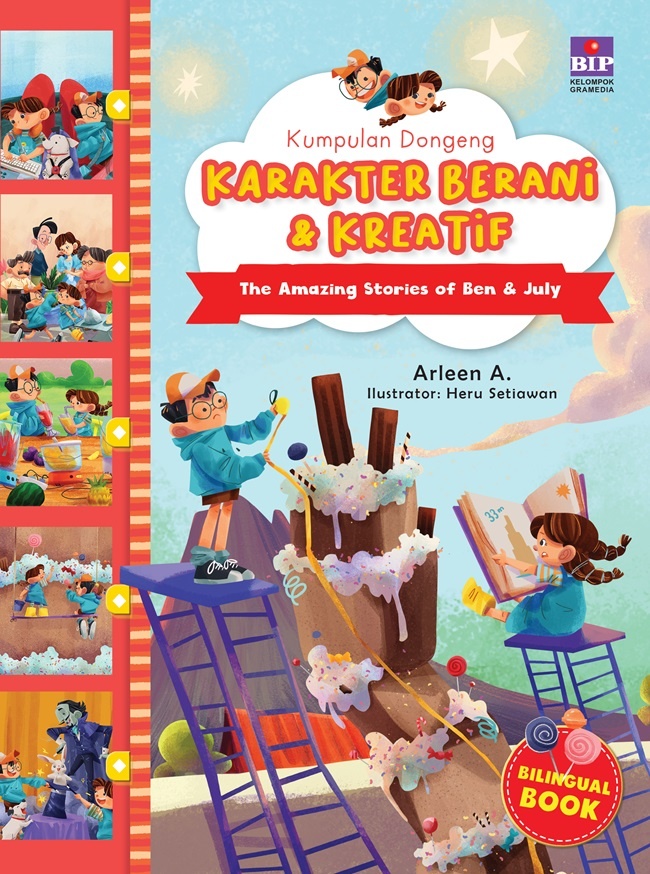 BIP
KELOMPOK
GRAMEDIA
Kumpulan Dongeng
KARAKTER BERANI
& KREATIF
The Amazing Stories of Ben & July
Arleen A.
Ilustrator: Heru Setiawan
33m
BILINGUAL
BOOK